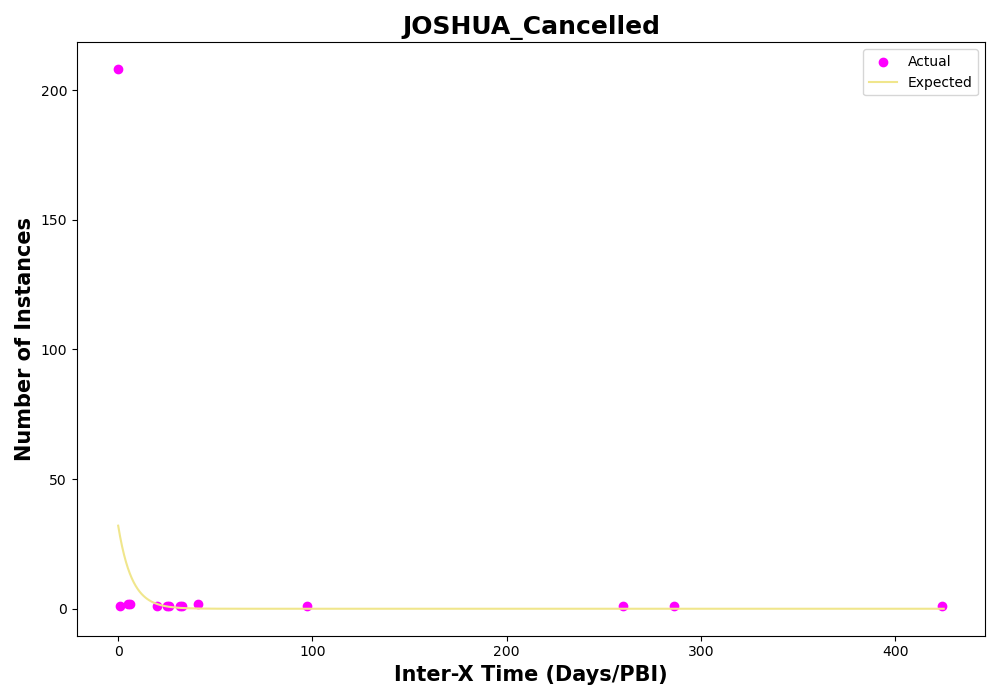 JOSHUA_Cancelled
Actual
Expected
Number of Instances
200
150
100
50
0
0
100
200
300
400
Inter-X Time (Days/PBI)